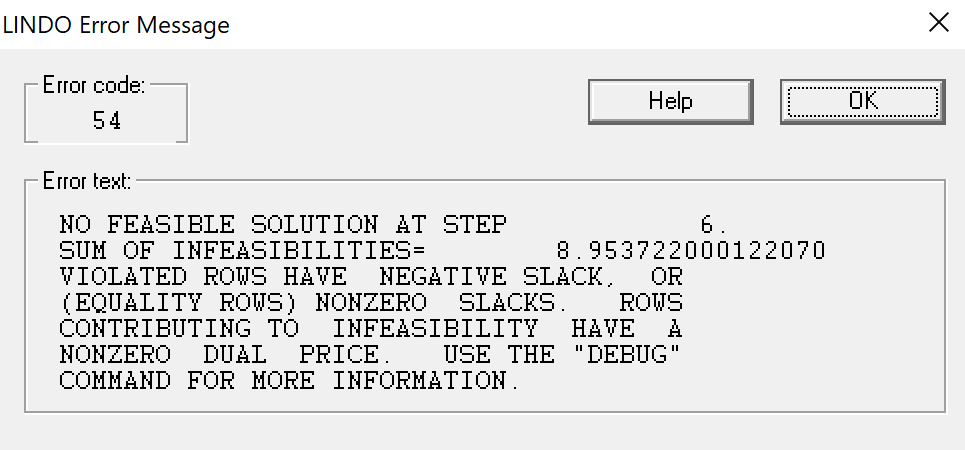 LINDO Error Message
Error code:
54
Help
OK
Error text:
NO FEASIBLE SOLUTION AT STEP 6.
SUM OF INFEASIBILITIES= 8.953722000122070
VIOLATED ROWS HAVE NEGATIVE SLACK, OR
(EQUALITY ROWS) NONZERO SLACKS. ROWS
CONTRIBUTING TO INFEASIBILITY HAVE A
NONZERO DUAL PRICE. USE THE "DEBUG"
COMMAND FOR MORE INFORMATION.